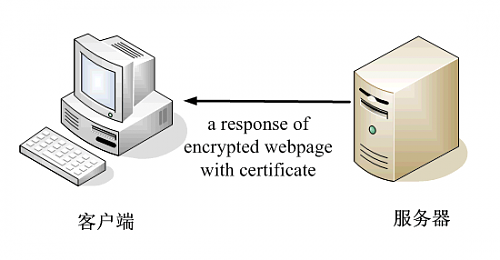 a response of
encrypted webpage
with certificate
客户端
服务器